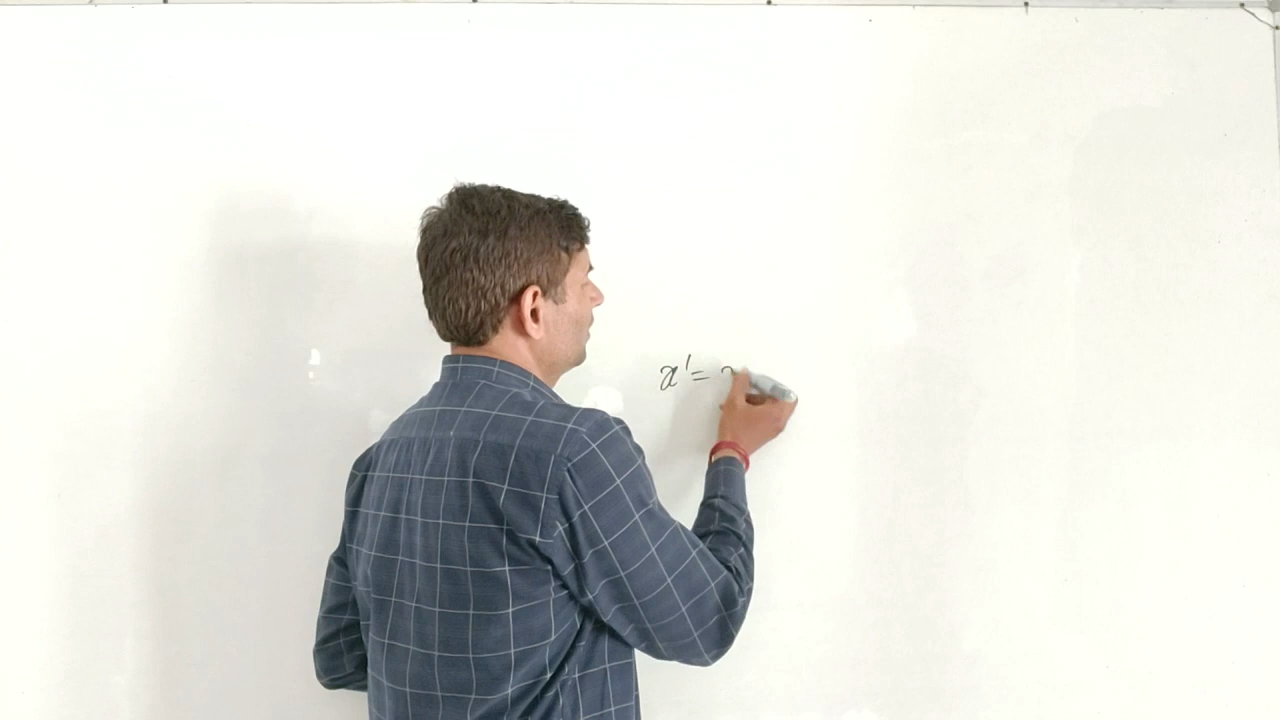 x' =